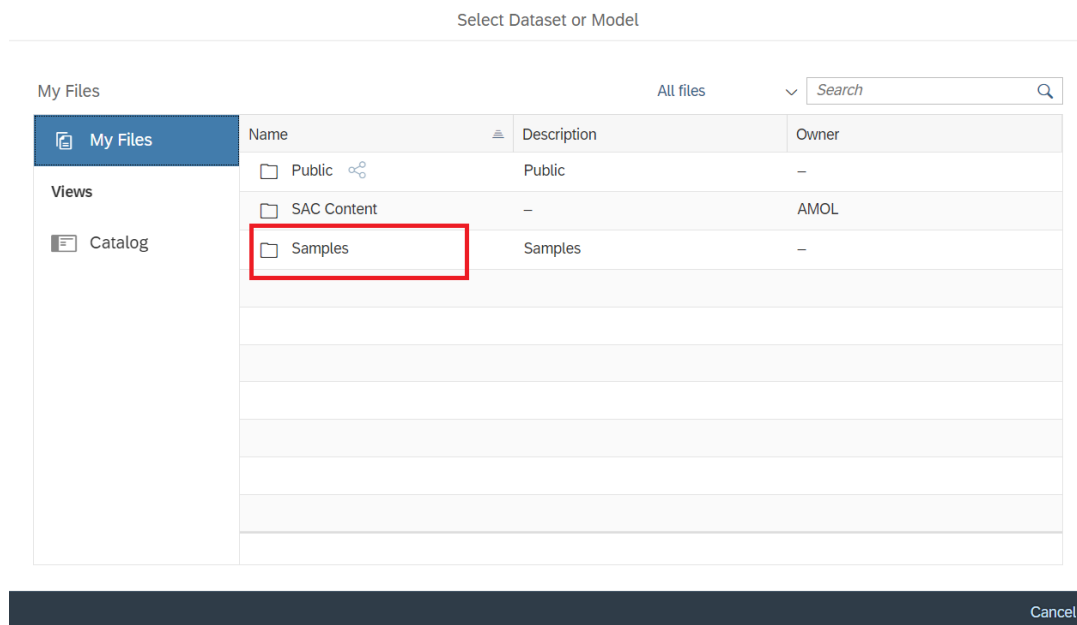 Select Dataset or Model
My Files
All files
Search
My Files
Views
Catalog
Name Description Owner
Public Public –
SAC Content – AMOL
Samples Samples –
Cancel